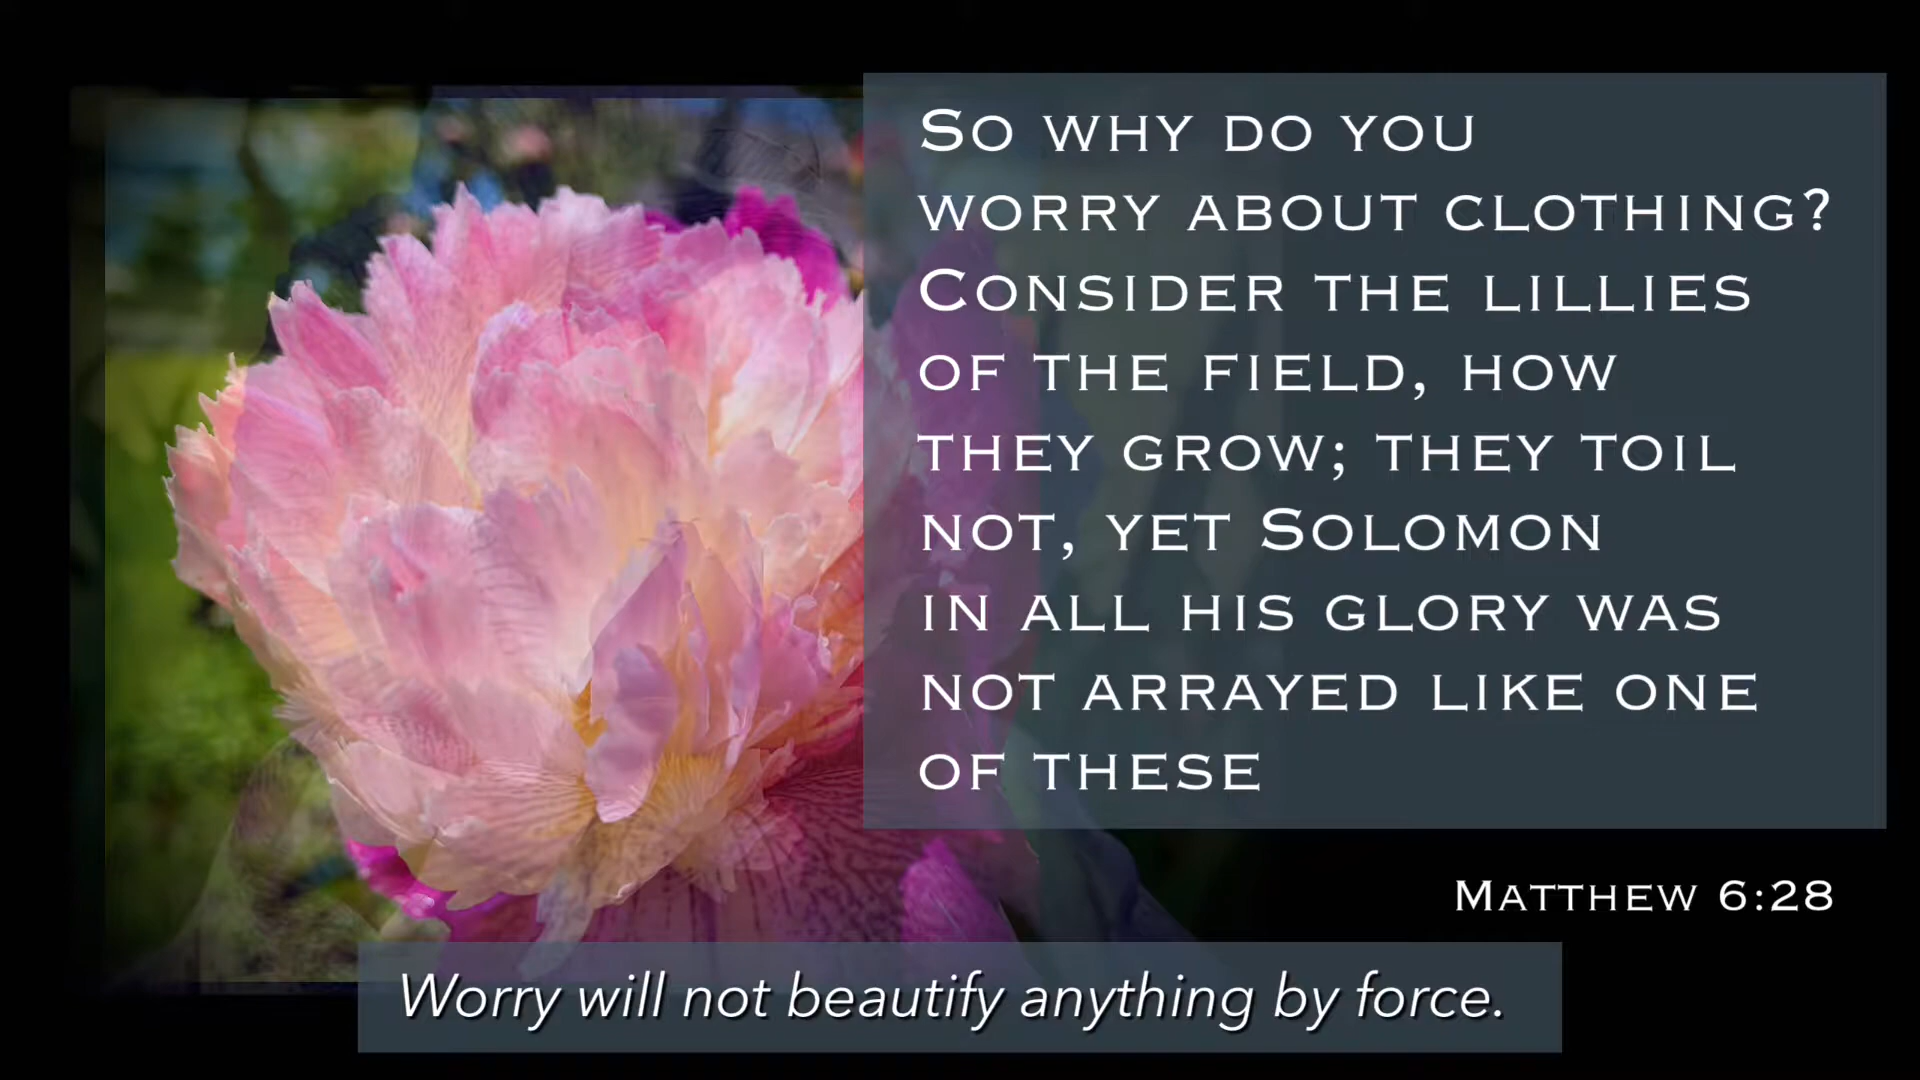 So why do you
worry about clothing?
Consider the lillies
of the field, how
they grow; they toil
not, yet Solomon
in all his glory was
not arrayed like one
of these
Matthew 6:28
Worry will not beautify anything by force.